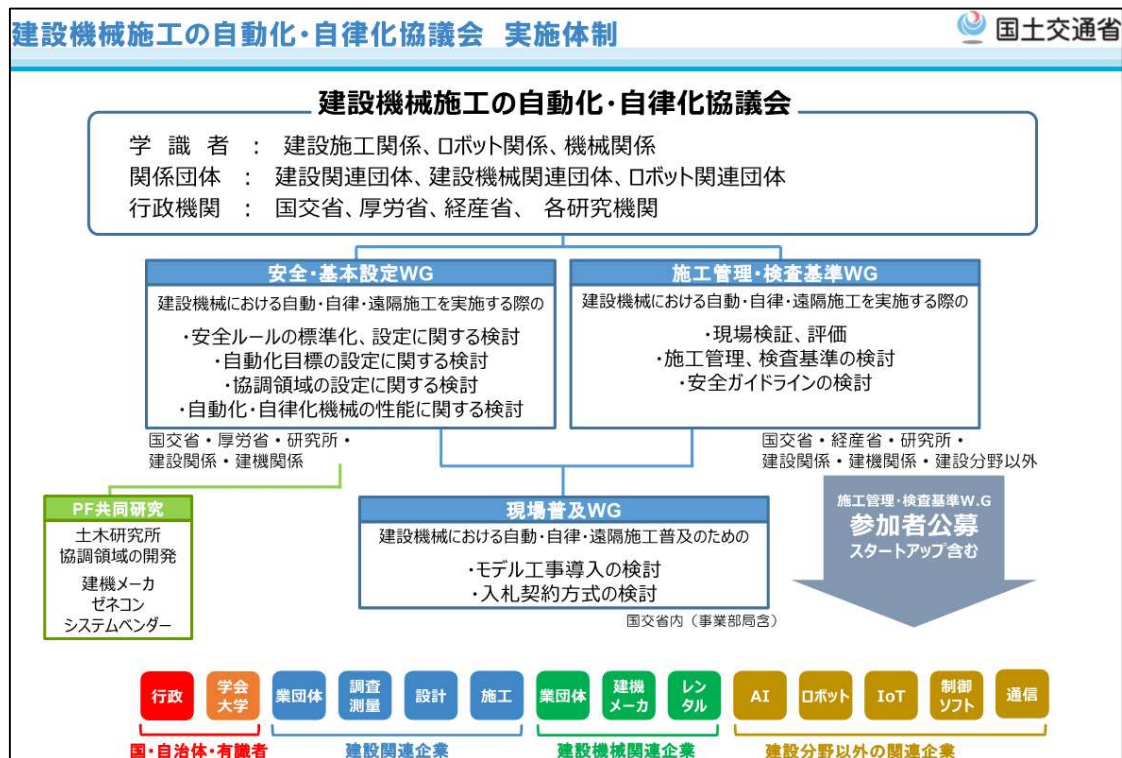 建設機械施工の自動化・自律化協議会 実施体制
国土交通省
建設機械施工の自動化・自律化協議会
学 識 者 ： 建設施工関係、ロボット関係、機械関係
関係団体 ： 建設関連団体、建設機械関連団体、ロボット関連団体
行政機関 ： 国交省、厚労省、経産省、 各研究機関
安全・基本設定WG
建設機械における自動・自律・遠隔施工を実施する際の
・安全ルールの標準化、設定に関する検討
・自動化目標の設定に関する検討
・協調領域の設定に関する検討
・自動化・自律化機械の性能に関する検討
国交省・厚労省・研究所・
建設関係・建機関係
施工管理・検査基準WG
建設機械における自動・自律・遠隔施工を実施する際の
・現場検証、評価
・施工管理、検査基準の検討
・安全ガイドラインの検討
国交省・経産省・研究所・
建設関係・建機関係・建設分野以外
PF共同研究
土木研究所
協調領域の開発
建機メーカ
ゼネコン
システムベンダー
現場普及WG
建設機械における自動・自律・遠隔施工普及のための
・モデル工事導入の検討
・入札契約方式の検討
国交省内（事業部局含）
施工管理・検査基準W.G
参加者公募
スタートアップ含む
行政
学会
大学
業団体
調査
測量
設計
施工
業団体
建機
メーカ
レン
タル
AI
ロボット
IoT
制御
ソフト
通信
国・自治体・有識者
建設関連企業
建設機械関連企業
建設分野以外の関連企業